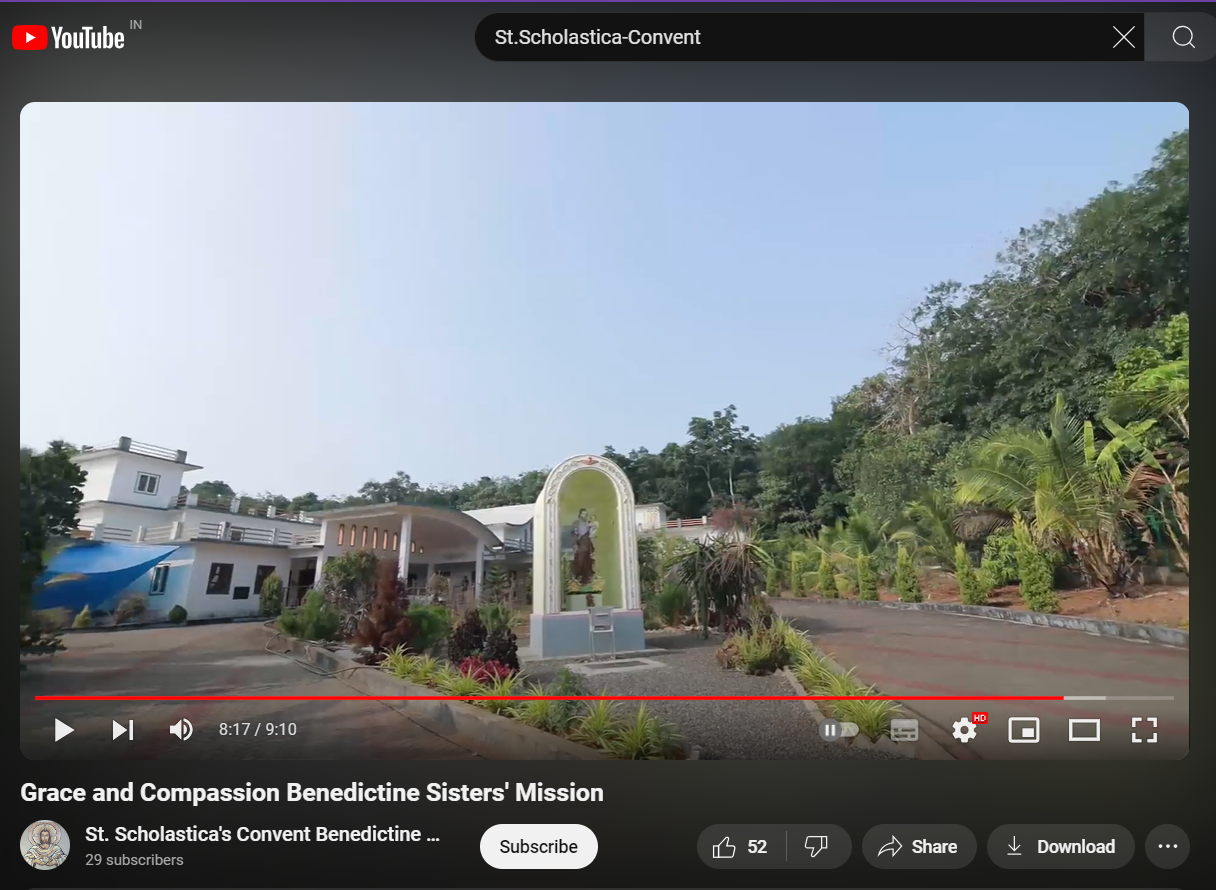 YouTube IN
St.Scholastica-Convent
8:17 / 9:10
HD
Grace and Compassion Benedictine Sisters' Mission
St. Scholastica's Convent Benedictine ...
29 subscribers
Subscribe
52
Share
Download